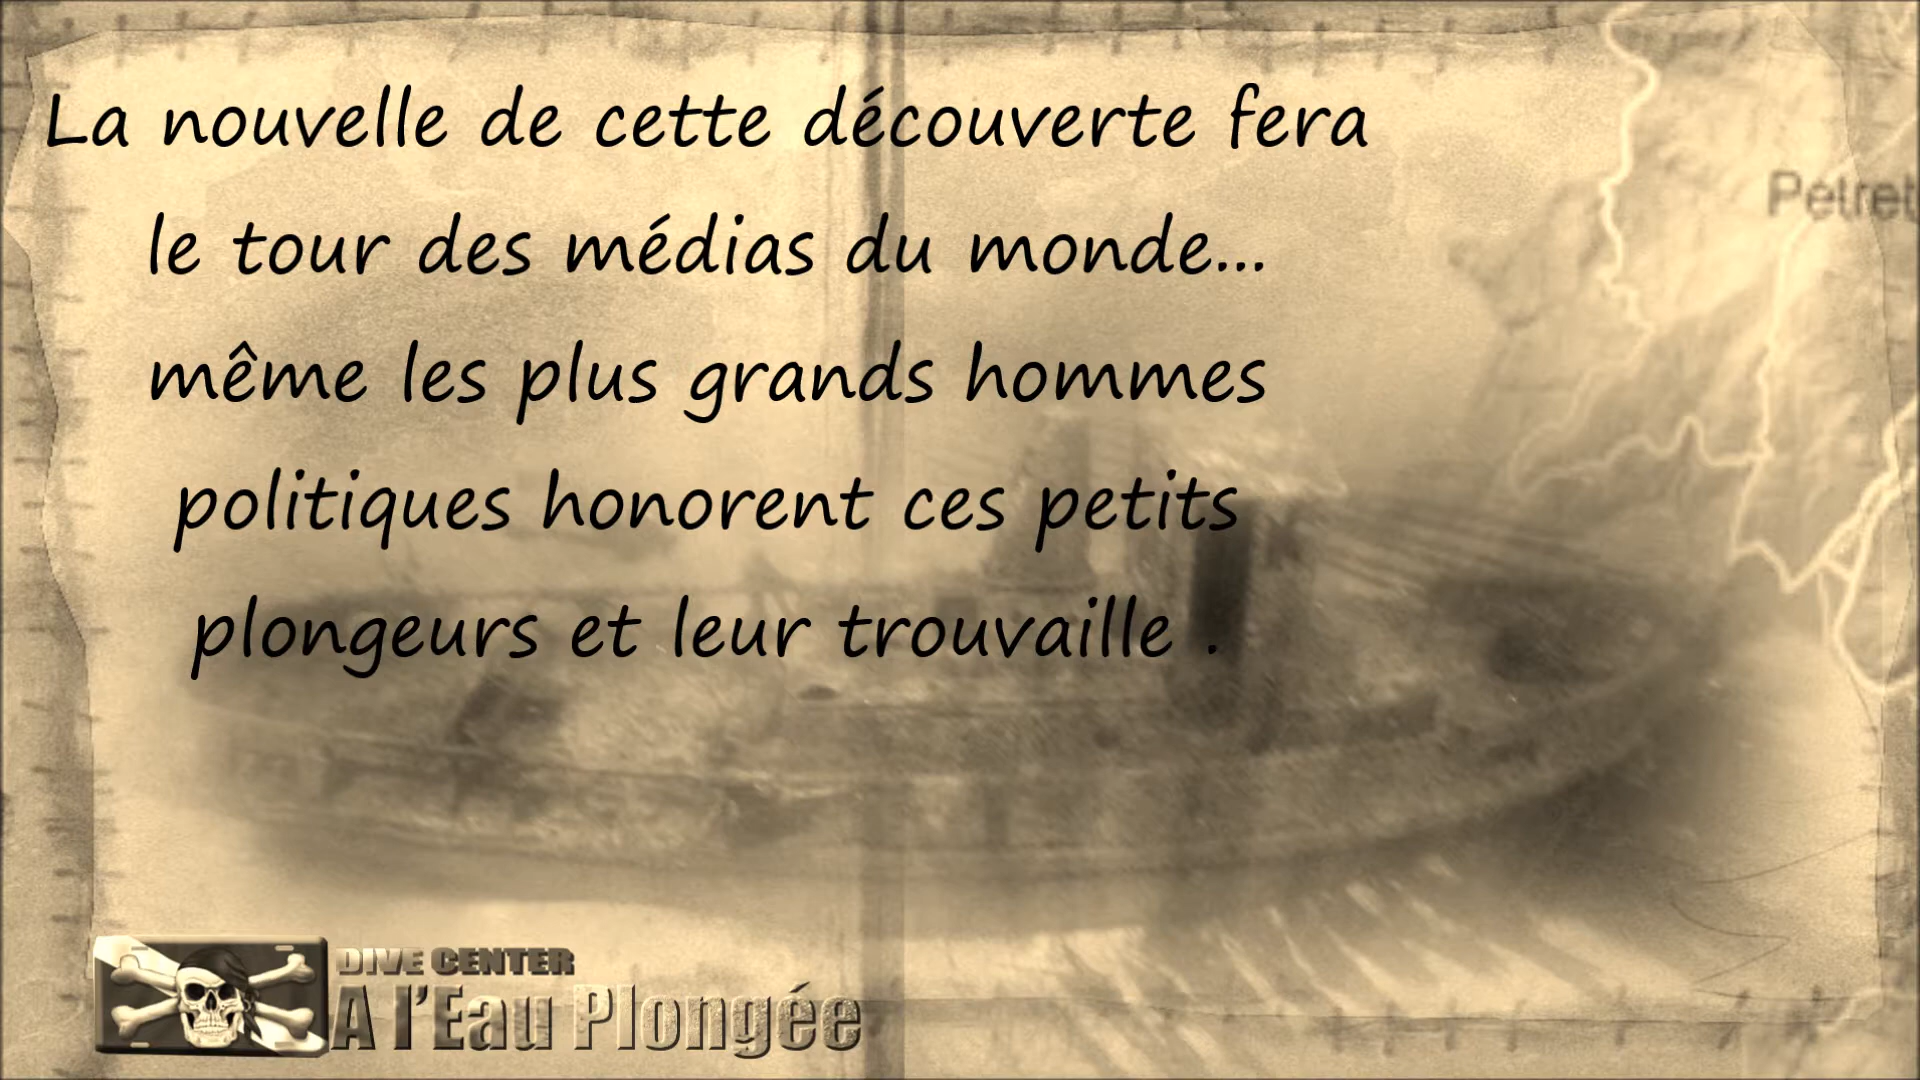 La nouvelle de cette découverte fera
le tour des médias du monde...
même les plus grands hommes
politiques honorent ces petits
plongeurs et leur trouvaille .
Petret
DIVE CENTER
A l'Eau Plongée